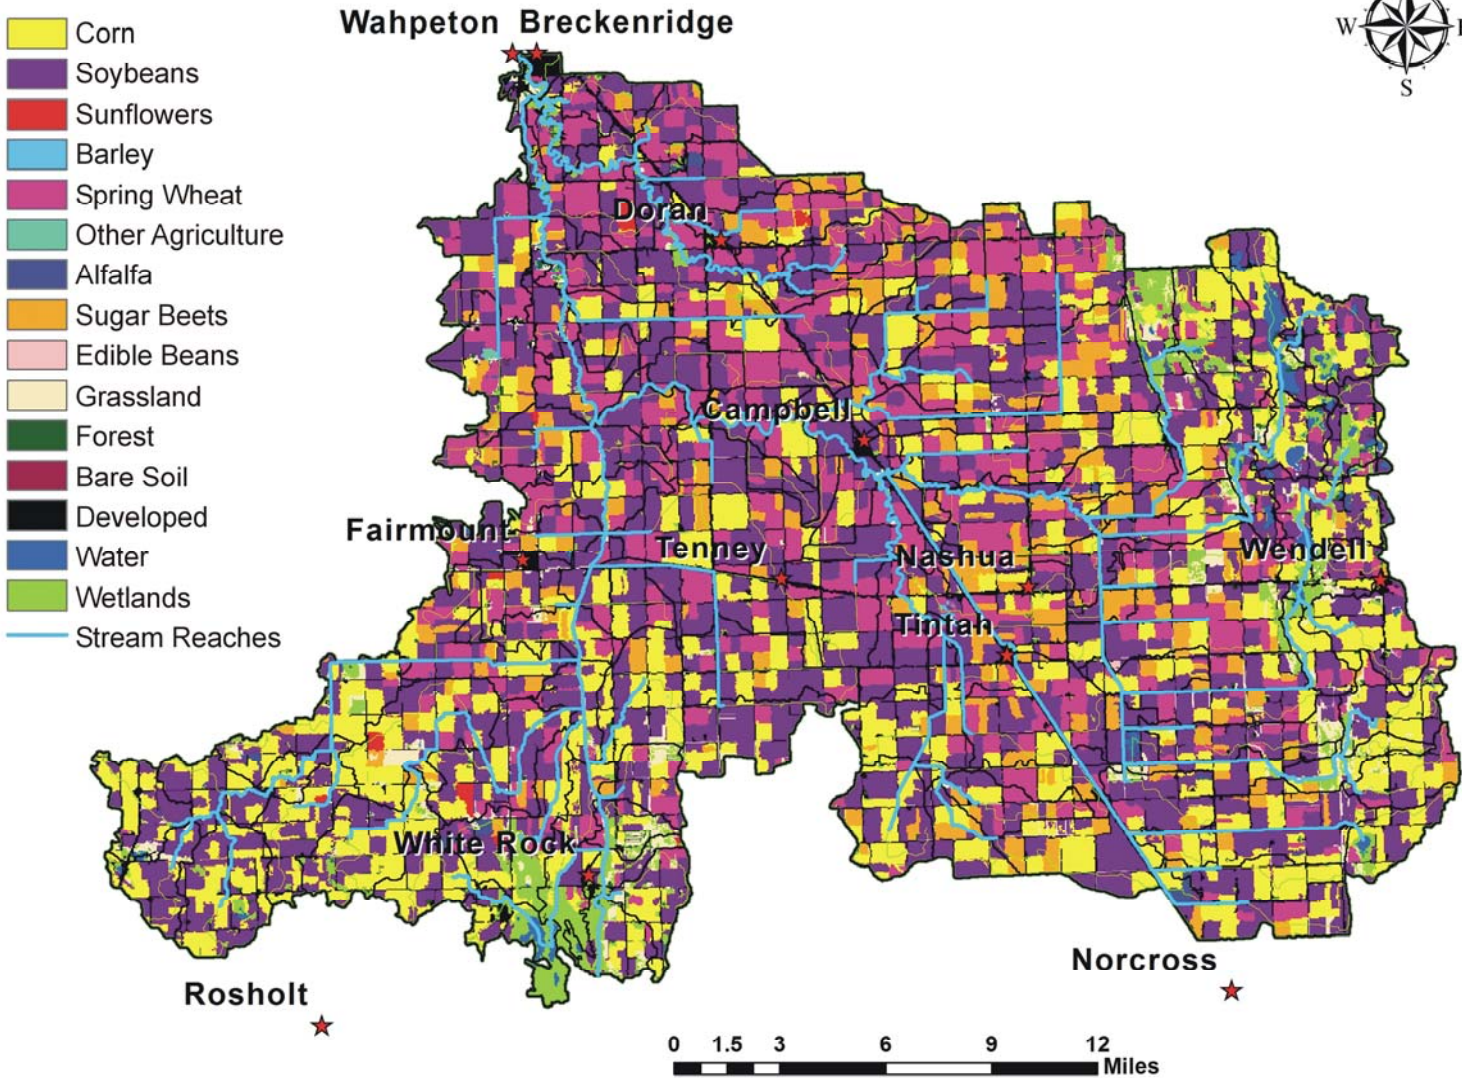 Wahpeton Breckenridge
Corn
Soybeans
Sunflowers
Barley
Spring Wheat
Other Agriculture
Alfalfa
Sugar Beets
Edible Beans
Grassland
Forest
Bare Soil
Developed
Water
Wetlands
Stream Reaches
W
S
Doran
Campbell
Fairmount
Tenney
Nashua
Wendell
Tintah
White Rock
Norcross
Rosholt
0 1.5 3 6 9 12
Miles